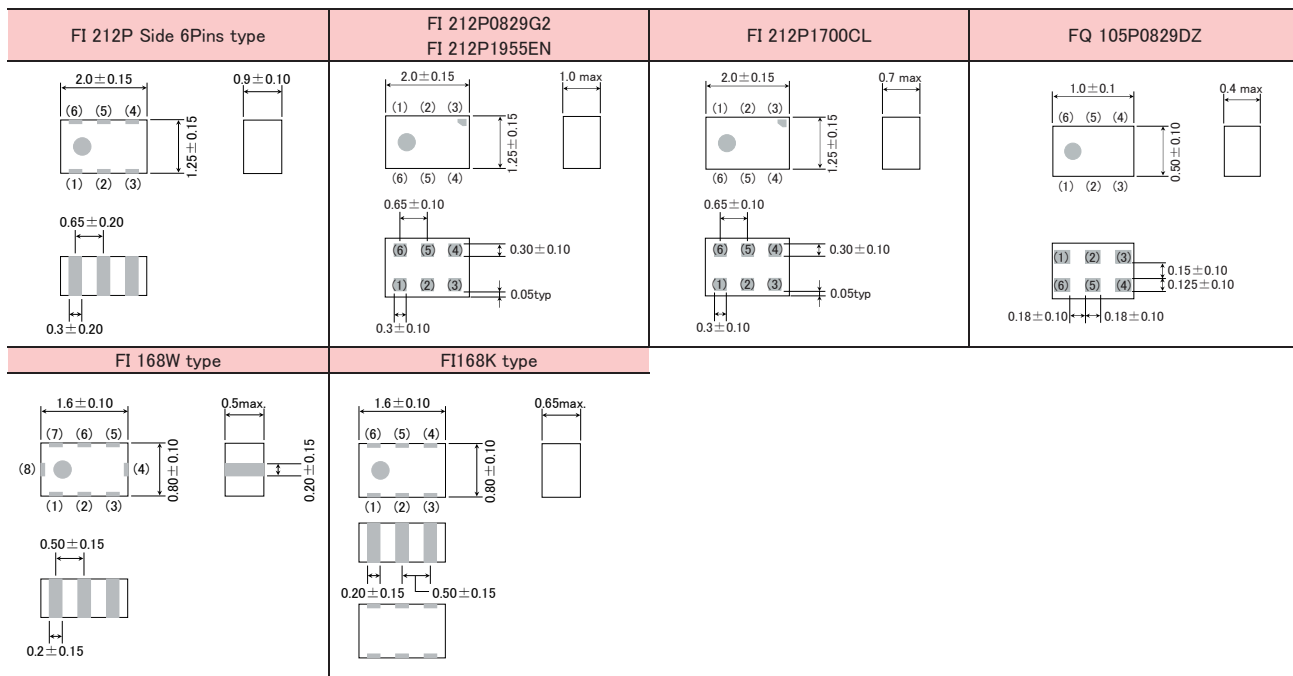 FI 212P Side 6Pins type
2.0±0.15
0.9±0.10
(6) (5) (4)
1.25±0.15
(1) (2) (3)
0.65±0.20
0.3±0.20
FI 212P0829G2
FI 212P1955EN
2.0±0.15
1.0 max
(1) (2) (3)
1.25±0.15
(6) (5) (4)
0.65±0.10
(6) (5) (4)
0.30±0.10
(1) (2) (3)
0.05typ
0.3±0.10
FI 212P1700CL
2.0±0.15
0.7 max
(1) (2) (3)
1.25±0.15
(6) (5) (4)
0.65±0.10
(6) (5) (4)
0.30±0.10
(1) (2) (3)
0.05typ
0.3±0.10
FQ 105P0829DZ
1.0±0.1
0.4 max
(6) (5) (4)
0.50±0.10
(1) (2) (3)
(1) (2) (3)
0.15±0.10
(6) (5) (4)
0.125±0.10
0.18±0.10
0.18±0.10
FI 168W type
1.6±0.10
0.5max.
(7) (6) (5)
(8)
(4)
0.80±0.10
0.20±0.15
(1) (2) (3)
0.50±0.15
0.2±0.15
FI168K type
1.6±0.10
0.65max.
(6) (5) (4)
0.80±0.10
(1) (2) (3)
0.20±0.15
0.50±0.15